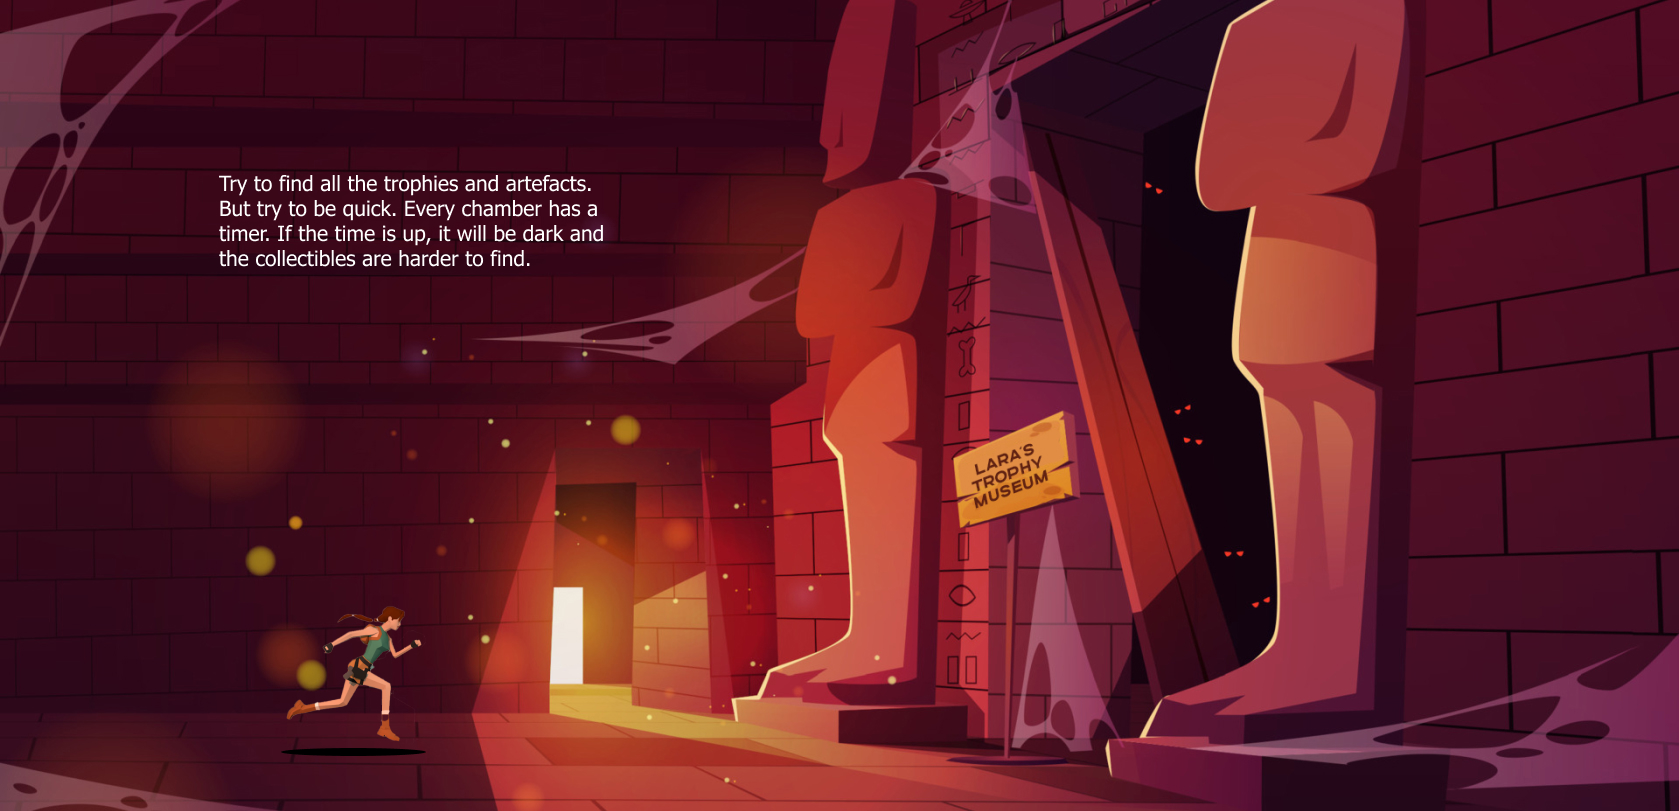 Try to find all the trophies and artefacts.
But try to be quick. Every chamber has a
timer. If the time is up, it will be dark and
the collectibles are harder to find.
LARA'S
TROPHY
MUSEUM